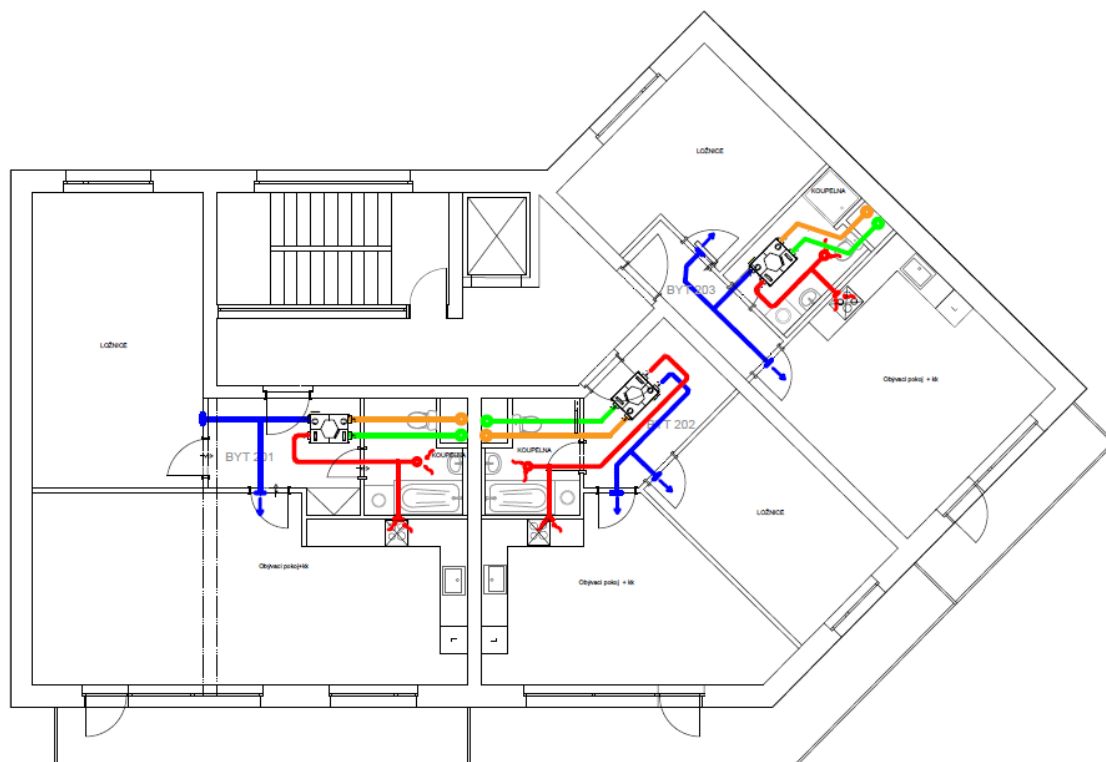 LOŽNICE
KOUPELNA
BYT 203
LOŽNICE
Obývací pokoj + kk
BYT 202
BYT 201
KOUPELNA
KOUPELNA
LOŽNICE
Obývací pokoj+kk
Obývací pokoj + kk
L
L
L